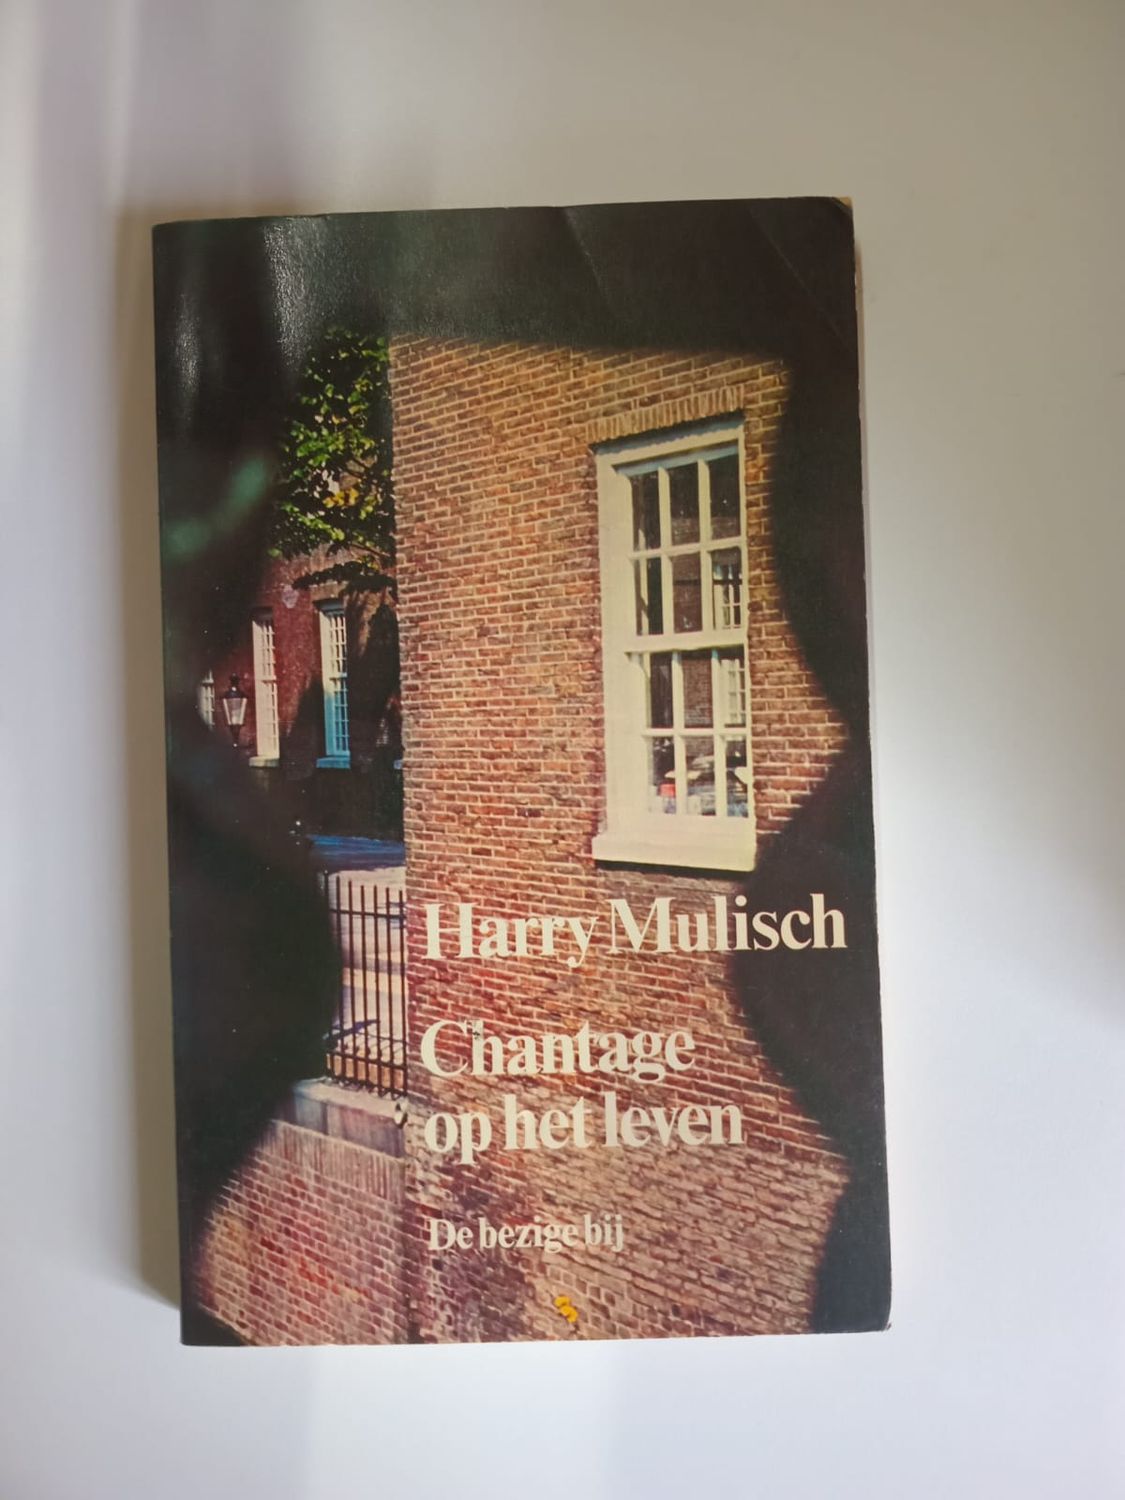 Harry Mulisch
Chantage
op het leven
De bezige bij